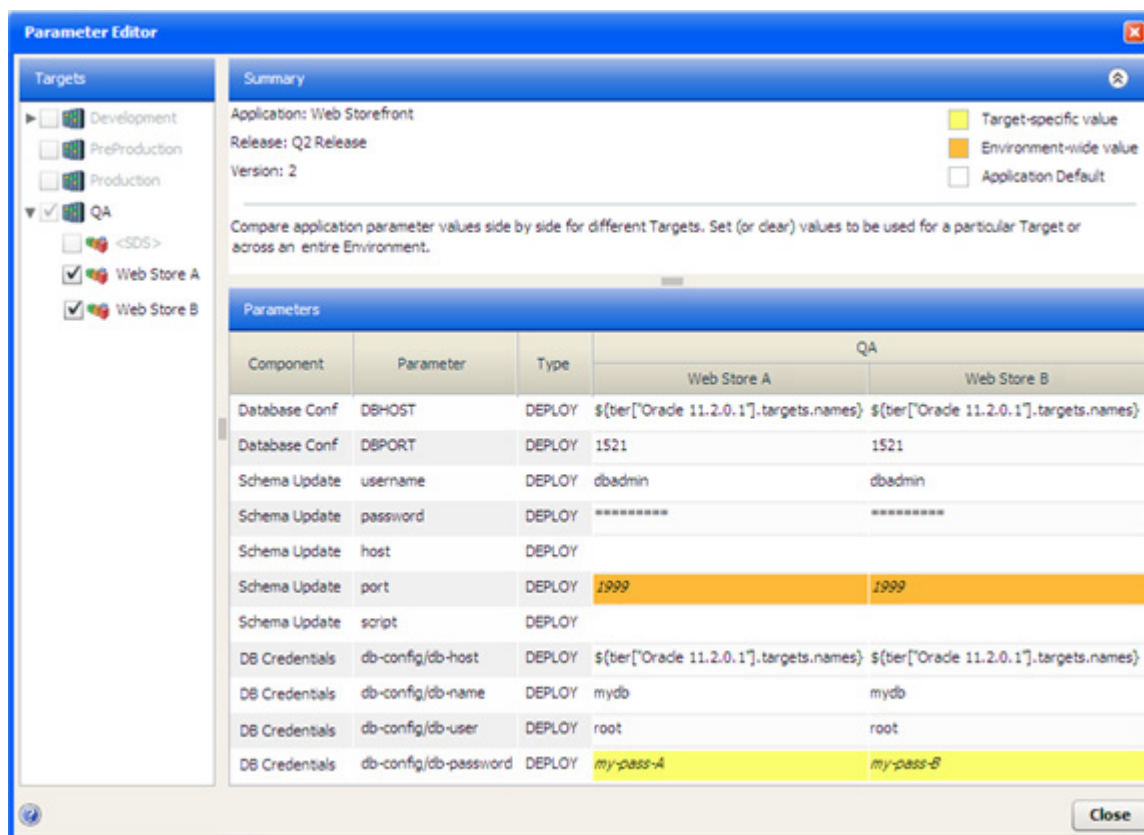 Parameter Editor
Targets
Development
PreProduction
Production
QA
<SDS>
Web Store A
Web Store B
Summary
Application: Web Storefront
Release: Q2 Release
Version: 2
Target-specific value
Environment-wide value
Application Default
Compare application parameter values side by side for different Targets. Set (or clear) values to be used for a particular Target or
across an entire Environment.
Parameters
Component Parameter Type QA
Web Store A Web Store B
Database Conf DBHOST DEPLOY ${tier["Oracle 11.2.0.1"].targets.names} ${tier["Oracle 11.2.0.1"].targets.names}
Database Conf DBPORT DEPLOY 1521 1521
Schema Update username DEPLOY dbadmin dbadmin
Schema Update password DEPLOY ********* *********
Schema Update host DEPLOY
Schema Update port DEPLOY 1999 1999
Schema Update script DEPLOY
DB Credentials db-config/db-host DEPLOY ${tier["Oracle 11.2.0.1"].targets.names} ${tier["Oracle 11.2.0.1"].targets.names}
DB Credentials db-config/db-name DEPLOY mydb mydb
DB Credentials db-config/db-user DEPLOY root root
DB Credentials db-config/db-password DEPLOY my-pass-A my-pass-B
?
Close